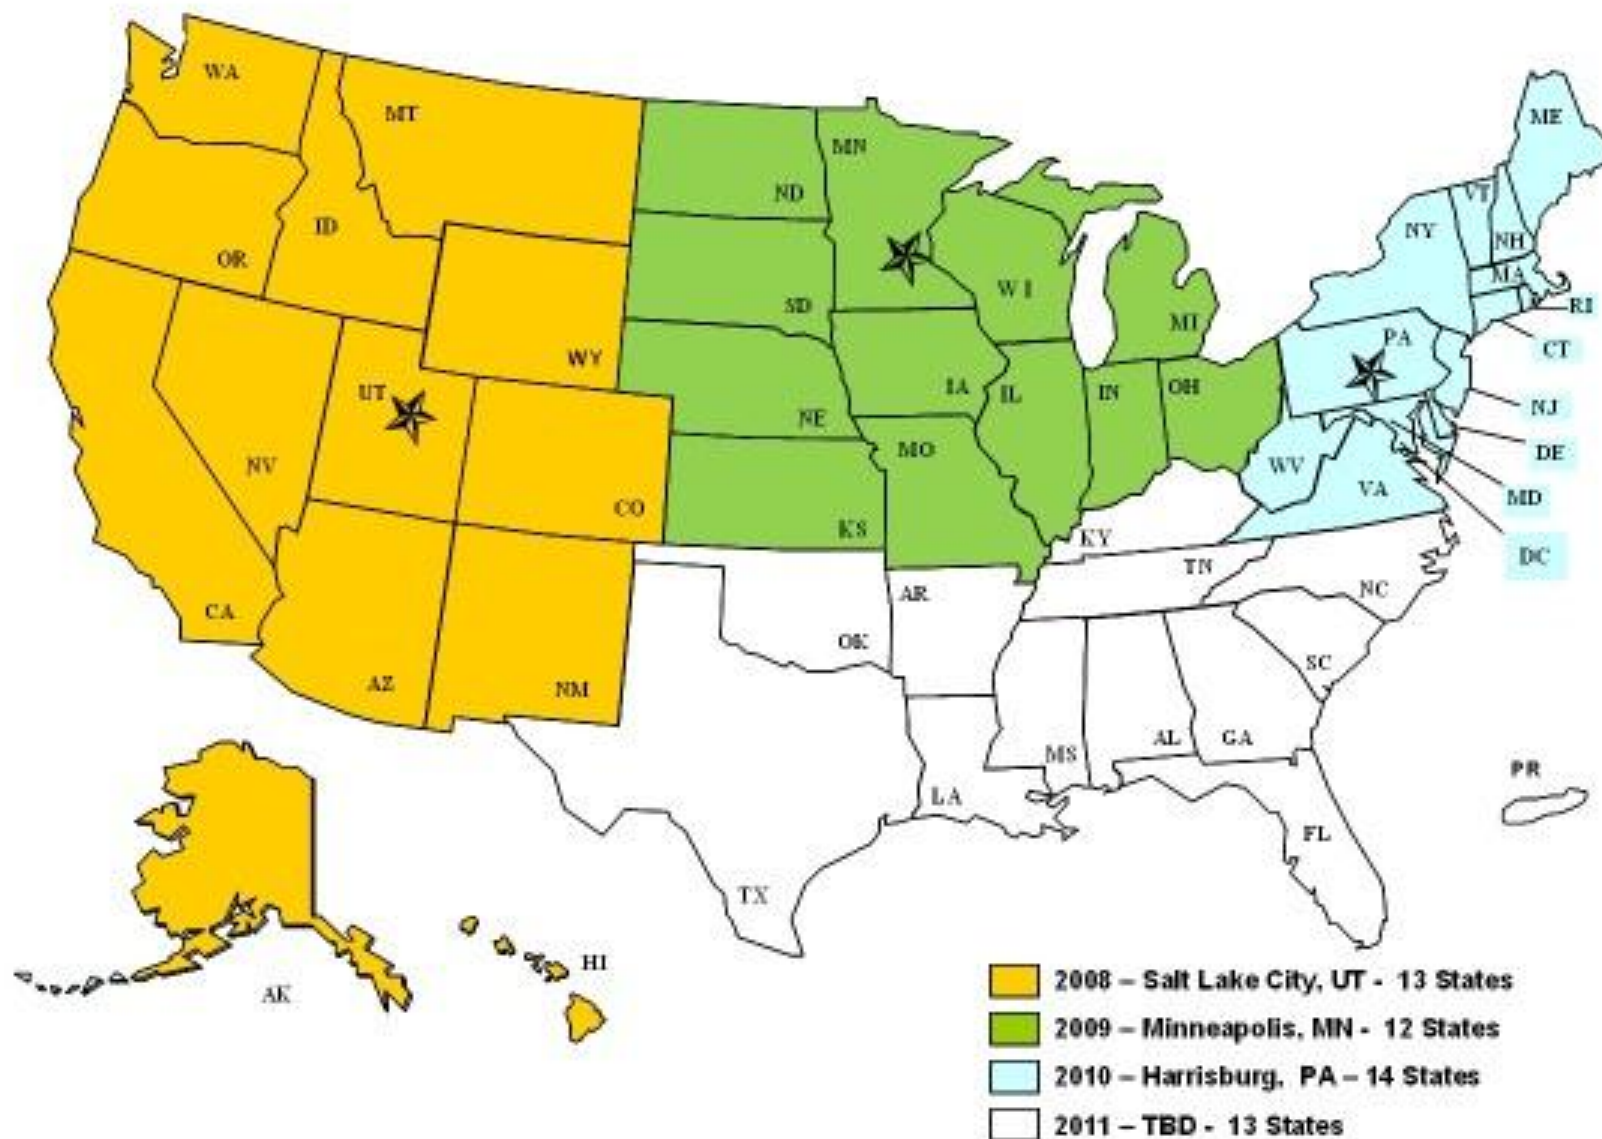 WA
MT
ME
ND
MN
VT
ID
NY
NH
OR
MA
SD
WI
MI
RI
WY
PA
CT
UT
NE
IA
IL
IN
OH
NJ
NV
MO
WV
DE
VA
MD
CO
KS
KY
DC
TN
CA
AR
NC
AZ
NM
OK
SC
MS
AL
GA
PR
LA
FL
TX
HI
AK
2008 – Salt Lake City, UT - 13 States
2009 – Minneapolis, MN - 12 States
2010 – Harrisburg, PA – 14 States
2011 – TBD - 13 States